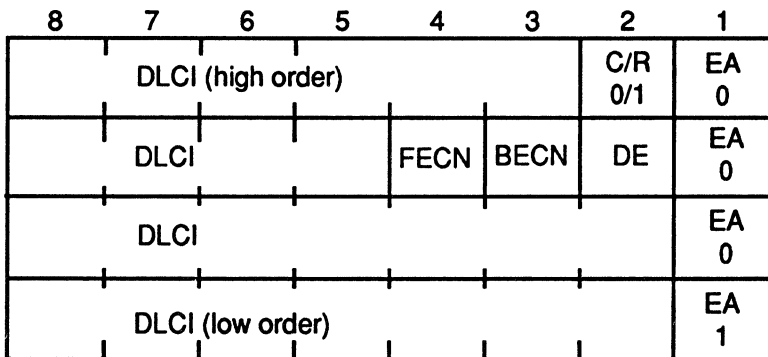 8 7 6 5 4 3 2 1
DLCI (high order) C/R EA
0/1 0
DLCI FECN BECN DE EA
0
DLCI EA
0
DLCI (low order) EA
1